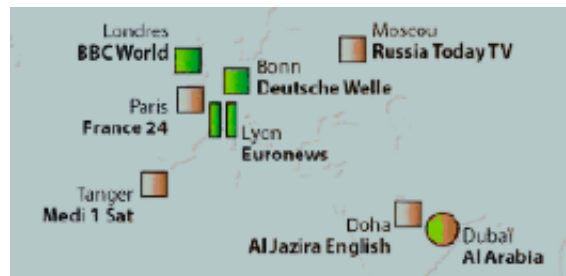 Londres
BBC World
Moscou
Russia Today TV
Bonn
Deutsche Welle
Paris
France 24
Lyon
Euronews
Tanger
Medi 1 Sat
Doha
Al Jazira English
Dubaï
Al Arabia